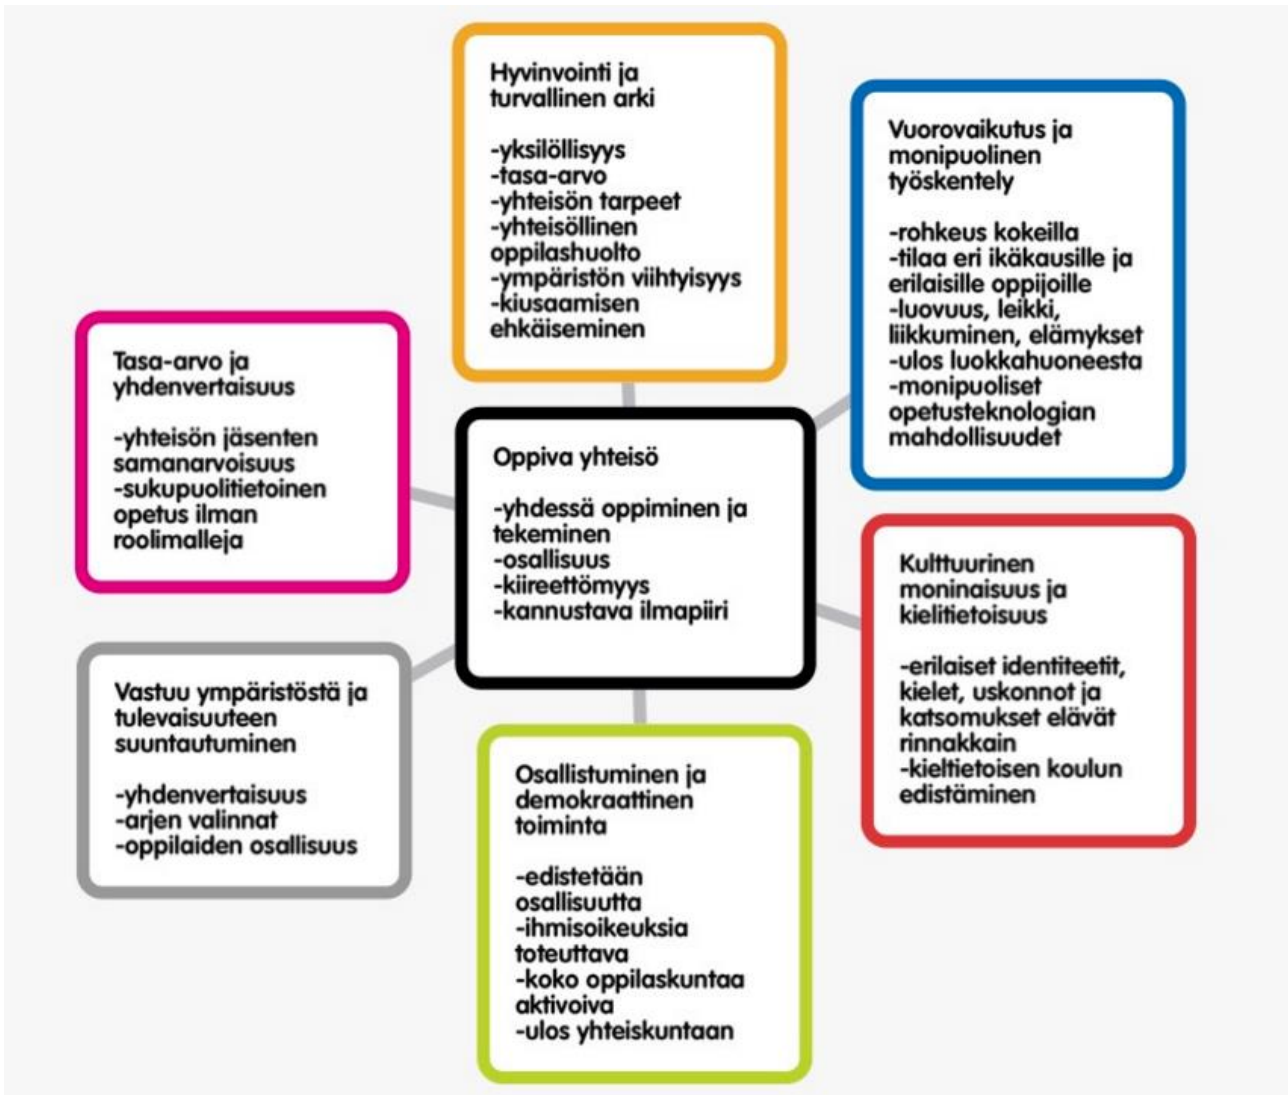 Hyvinvointi ja
turvallinen arki
-yksilöllisyys
-tasa-arvo
-yhteisön tarpeet
-yhteisöllinen
oppilashuolto
-ympäristön viihtyisyys
-kiusaamisen
ehkäiseminen
Vuorovaikutus ja
monipuolinen
työskentely
-rohkeus kokeilla
-tilaa eri ikäkausille ja
erilaisille oppijoille
-luovuus, leikki,
liikkuminen, elämykset
-ulos luokkahuoneesta
-monipuoliset
opetusteknologian
mahdollisuudet
Tasa-arvo ja
yhdenvertaisuus
-yhteisön jäsenten
samanarvoisuus
-sukupuolitietoinen
opetus ilman
roolimalleja
Oppiva yhteisö
-yhdessä oppiminen ja
tekeminen
-osallisuus
-kiireettömyys
-kannustava ilmapiiri
Kulttuurinen
moninaisuus ja
kielitietoisuus
-erilaiset identiteetit,
kielet, uskonnot ja
katsomukset elävät
rinnakkain
-kieltietoisen koulun
edistäminen
Vastuu ympäristöstä ja
tulevaisuuteen
suuntautuminen
-yhdenvertaisuus
-arjen valinnat
-oppilaiden osallisuus
Osallistuminen ja
demokraattinen
toiminta
-edistetään
osallisuutta
-ihmisoikeuksia
toteuttava
-koko oppilaskuntaa
aktivoiva
-ulos yhteiskuntaan